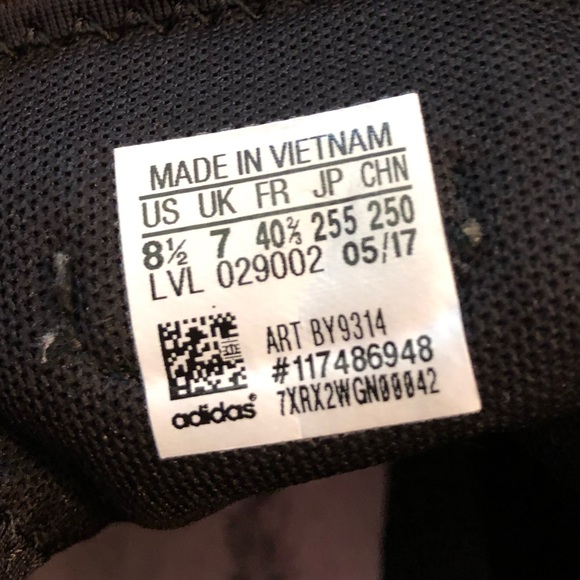 MADE IN VIETNAM
US UK FR JP CHN
8½ 7 40⅔ 255 250
LVL 029002 05/17
ART BY9314
#117486948
adidas® 7XRX2WGN00042